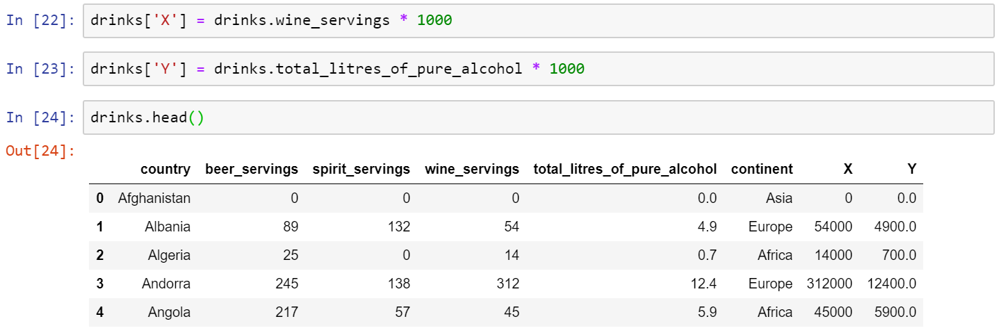 In [22]: drinks['X'] = drinks.wine_servings * 1000
In [23]: drinks['Y'] = drinks.total_litres_of_pure_alcohol * 1000
In [24]: drinks.head()
Out[24]:
country beer_servings spirit_servings wine_servings total_litres_of_pure_alcohol continent X Y
0 Afghanistan 0 0 0 0.0 Asia 0 0.0
1 Albania 89 132 54 4.9 Europe 54000 4900.0
2 Algeria 25 0 14 0.7 Africa 14000 700.0
3 Andorra 245 138 312 12.4 Europe 312000 12400.0
4 Angola 217 57 45 5.9 Africa 45000 5900.0